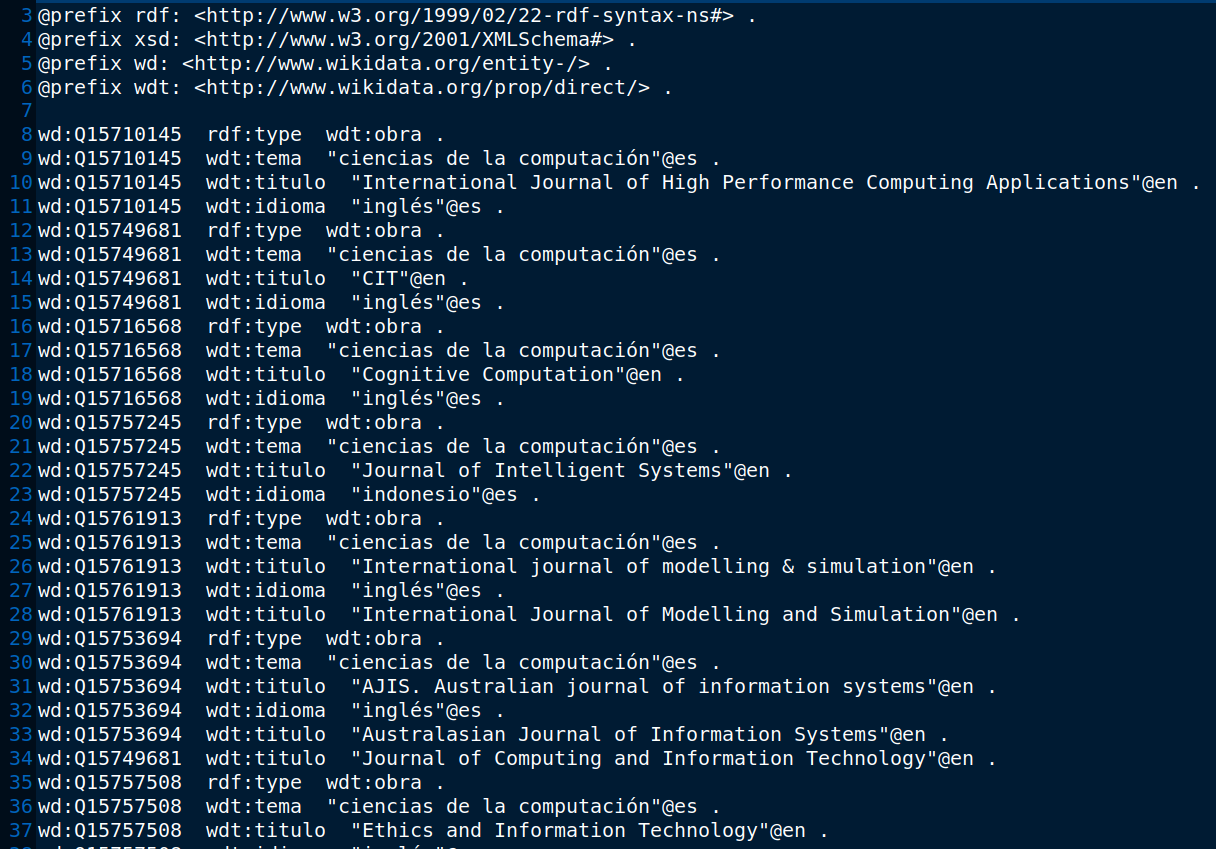 3 @prefix rdf: <http://www.w3.org/1999/02/22-rdf-syntax-ns#> .
4 @prefix xsd: <http://www.w3.org/2001/XMLSchema#> .
5 @prefix wd: <http://www.wikidata.org/entity-/> .
6 @prefix wdt: <http://www.wikidata.org/prop/direct/> .
7
8 wd:Q15710145  rdf:type  wdt:obra .
9 wd:Q15710145  wdt:tema  "ciencias de la computación"@es .
10 wd:Q15710145  wdt:titulo  "International Journal of High Performance Computing Applications"@en .
11 wd:Q15710145  wdt:idioma  "inglés"@es .
12 wd:Q15749681  rdf:type  wdt:obra .
13 wd:Q15749681  wdt:tema  "ciencias de la computación"@es .
14 wd:Q15749681  wdt:titulo  "CIT"@en .
15 wd:Q15749681  wdt:idioma  "inglés"@es .
16 wd:Q15716568  rdf:type  wdt:obra .
17 wd:Q15716568  wdt:tema  "ciencias de la computación"@es .
18 wd:Q15716568  wdt:titulo  "Cognitive Computation"@en .
19 wd:Q15716568  wdt:idioma  "inglés"@es .
20 wd:Q15757245  rdf:type  wdt:obra .
21 wd:Q15757245  wdt:tema  "ciencias de la computación"@es .
22 wd:Q15757245  wdt:titulo  "Journal of Intelligent Systems"@en .
23 wd:Q15757245  wdt:idioma  "indonesio"@es .
24 wd:Q15761913  rdf:type  wdt:obra .
25 wd:Q15761913  wdt:tema  "ciencias de la computación"@es .
26 wd:Q15761913  wdt:titulo  "International journal of modelling & simulation"@en .
27 wd:Q15761913  wdt:idioma  "inglés"@es .
28 wd:Q15761913  wdt:titulo  "International Journal of Modelling and Simulation"@en .
29 wd:Q15753694  rdf:type  wdt:obra .
30 wd:Q15753694  wdt:tema  "ciencias de la computación"@es .
31 wd:Q15753694  wdt:titulo  "AJIS. Australian journal of information systems"@en .
32 wd:Q15753694  wdt:idioma  "inglés"@es .
33 wd:Q15753694  wdt:titulo  "Australasian Journal of Information Systems"@en .
34 wd:Q15749681  wdt:titulo  "Journal of Computing and Information Technology"@en .
35 wd:Q15757508  rdf:type  wdt:obra .
36 wd:Q15757508  wdt:tema  "ciencias de la computación"@es .
37 wd:Q15757508  wdt:titulo  "Ethics and Information Technology"@en .